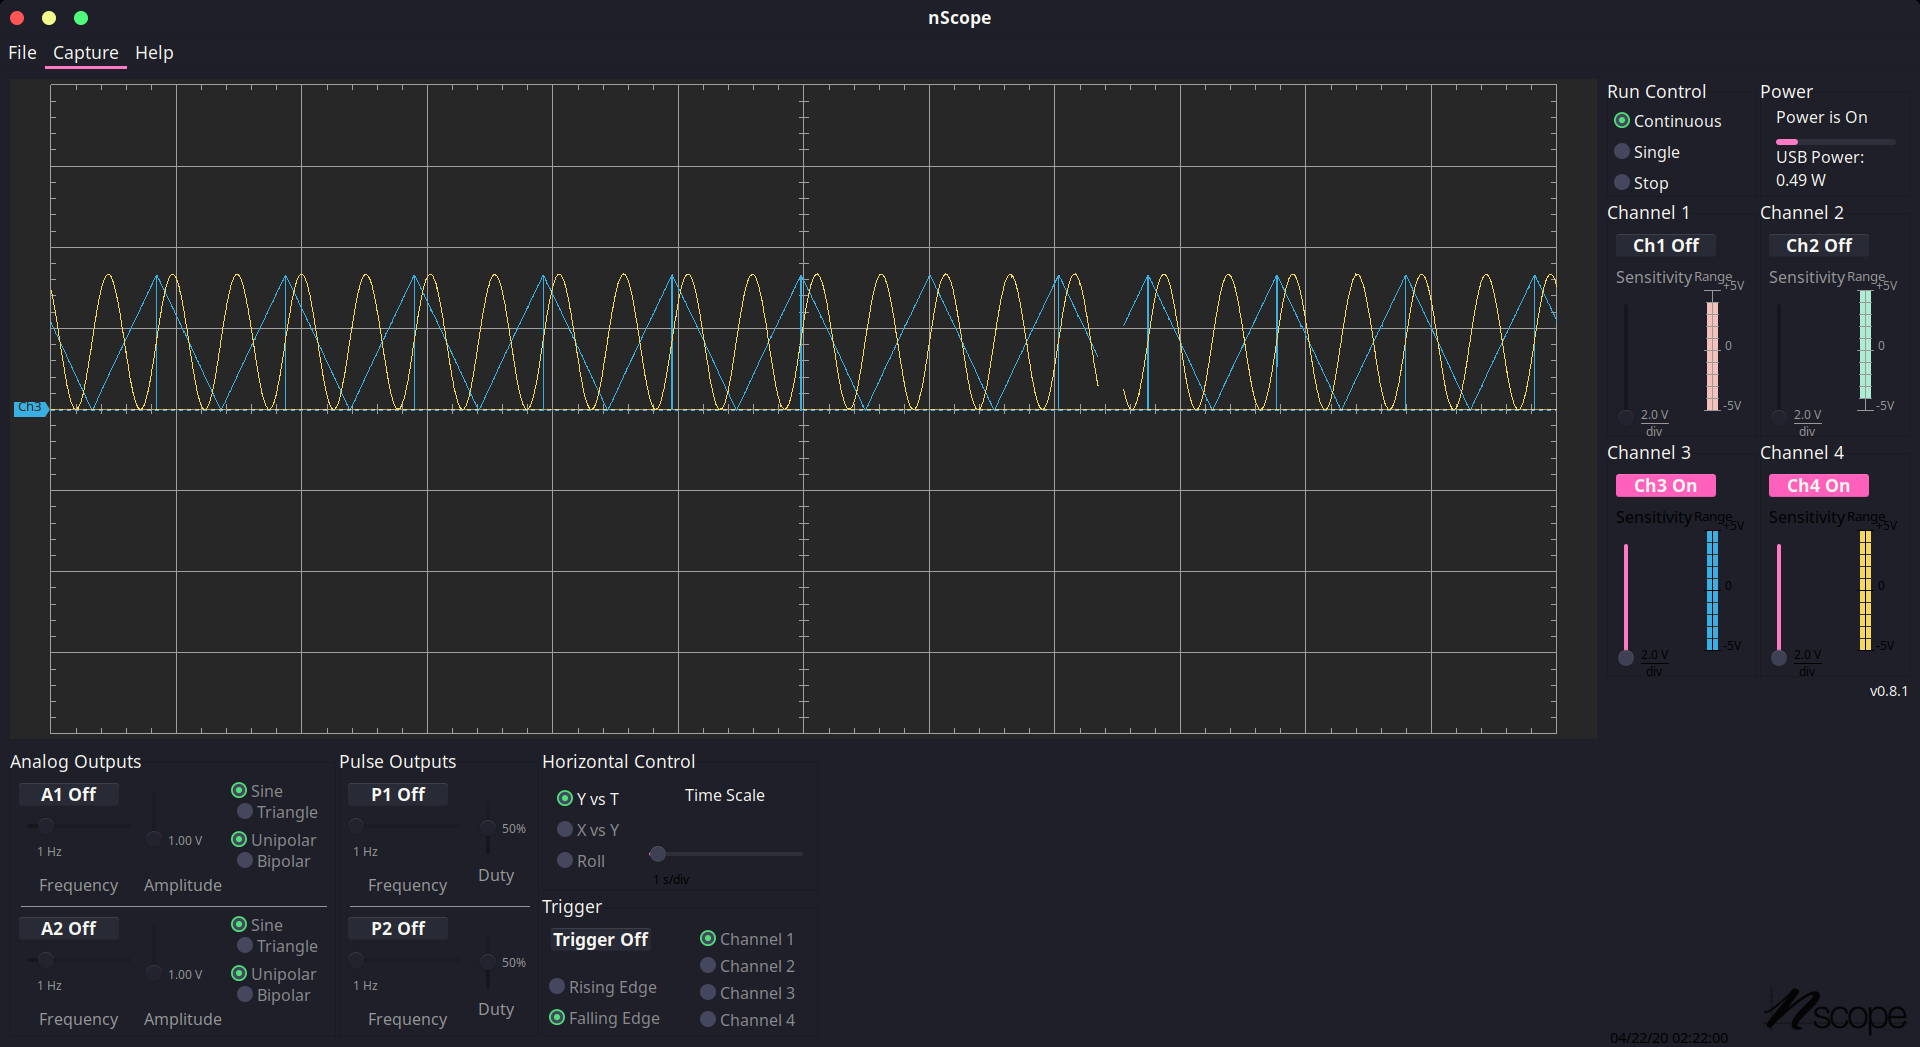 nScope
File Capture Help
Run Control
Continuous
Single
Stop
Power
Power is On
USB Power:
0.49 W
Channel 1
Ch1 Off
Sensitivity Range
+5V
0
-5V
2.0 V
div
Channel 2
Ch2 Off
Sensitivity Range
+5V
0
-5V
2.0 V
div
Ch3
Channel 3
Ch3 On
Sensitivity Range
+5V
0
-5V
2.0 V
div
Channel 4
Ch4 On
Sensitivity Range
+5V
0
-5V
2.0 V
div
v0.8.1
Analog Outputs
A1 Off
Sine
Triangle
Unipolar
Bipolar
1.00 V
1 Hz
Frequency Amplitude
A2 Off
Sine
Triangle
Unipolar
Bipolar
1.00 V
1 Hz
Frequency Amplitude
Pulse Outputs
P1 Off
50%
1 Hz
Frequency Duty
P2 Off
50%
1 Hz
Frequency Duty
Horizontal Control
Y vs T
X vs Y
Roll
Time Scale
1 s/div
Trigger
Trigger Off
Rising Edge
Falling Edge
Channel 1
Channel 2
Channel 3
Channel 4
nscope
04/22/20 02:22:00